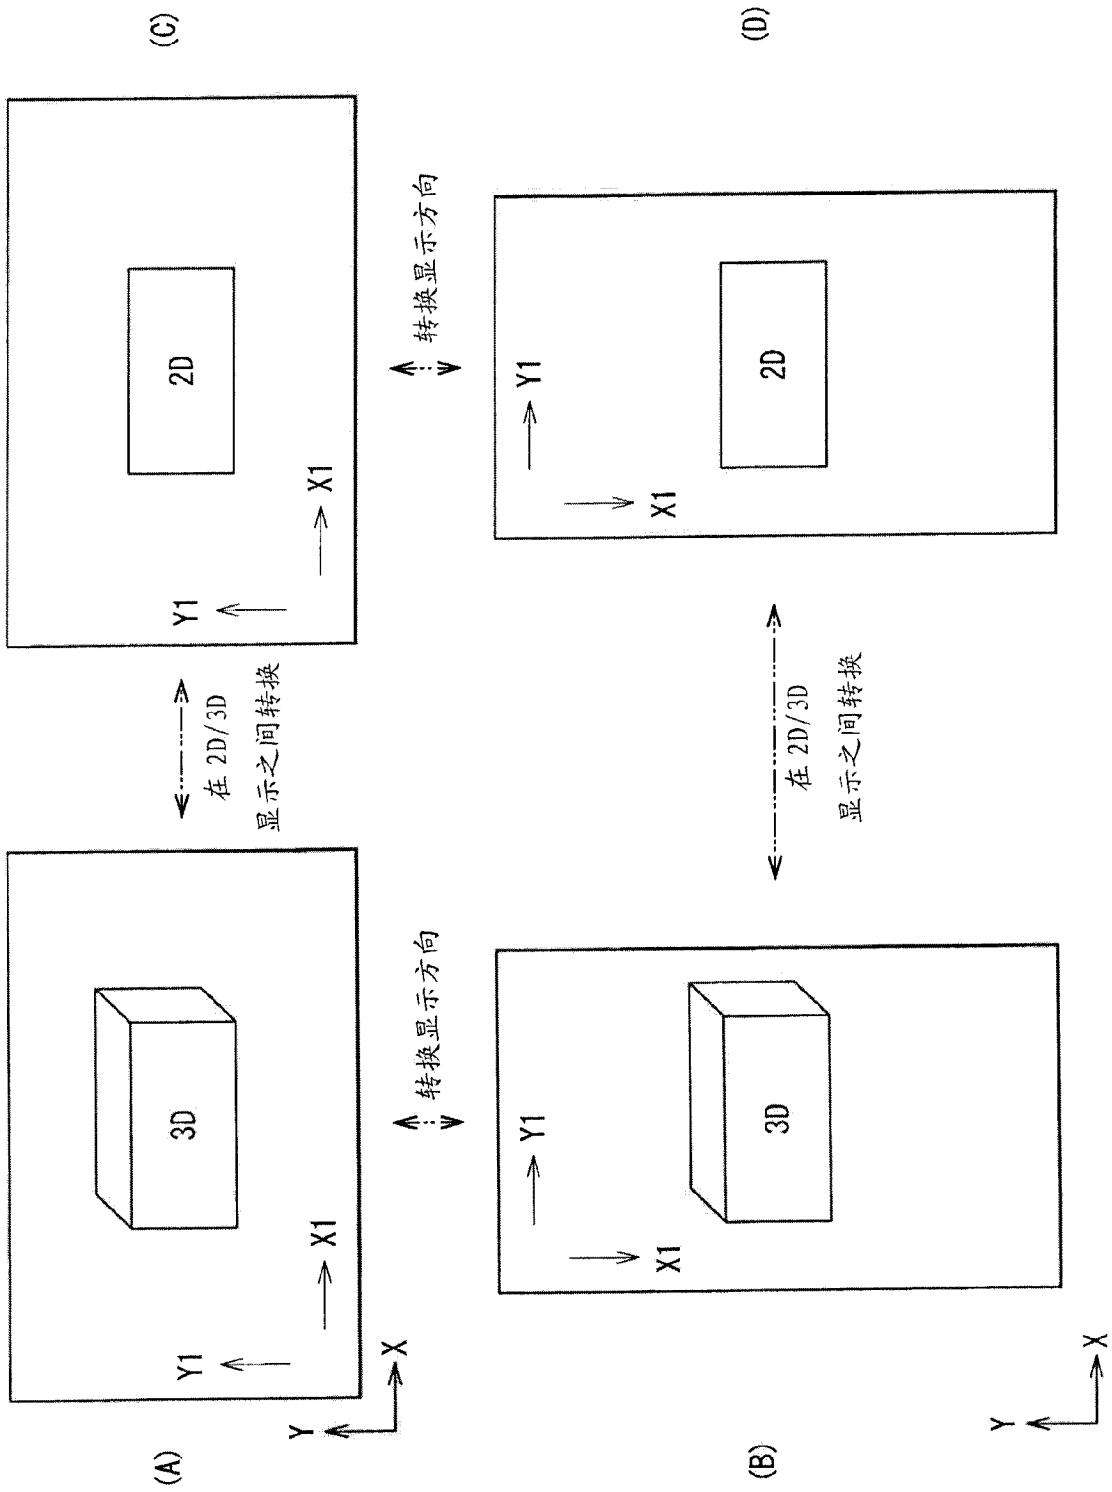 (A)
Y
X
Y1
3D
X1
在 2D/3D
显示之间转换
(C)
Y1
2D
X1
转换显示方向
转换显示方向
(B)
Y
X
Y1
X1
3D
在 2D/3D
显示之间转换
(D)
Y1
X1
2D